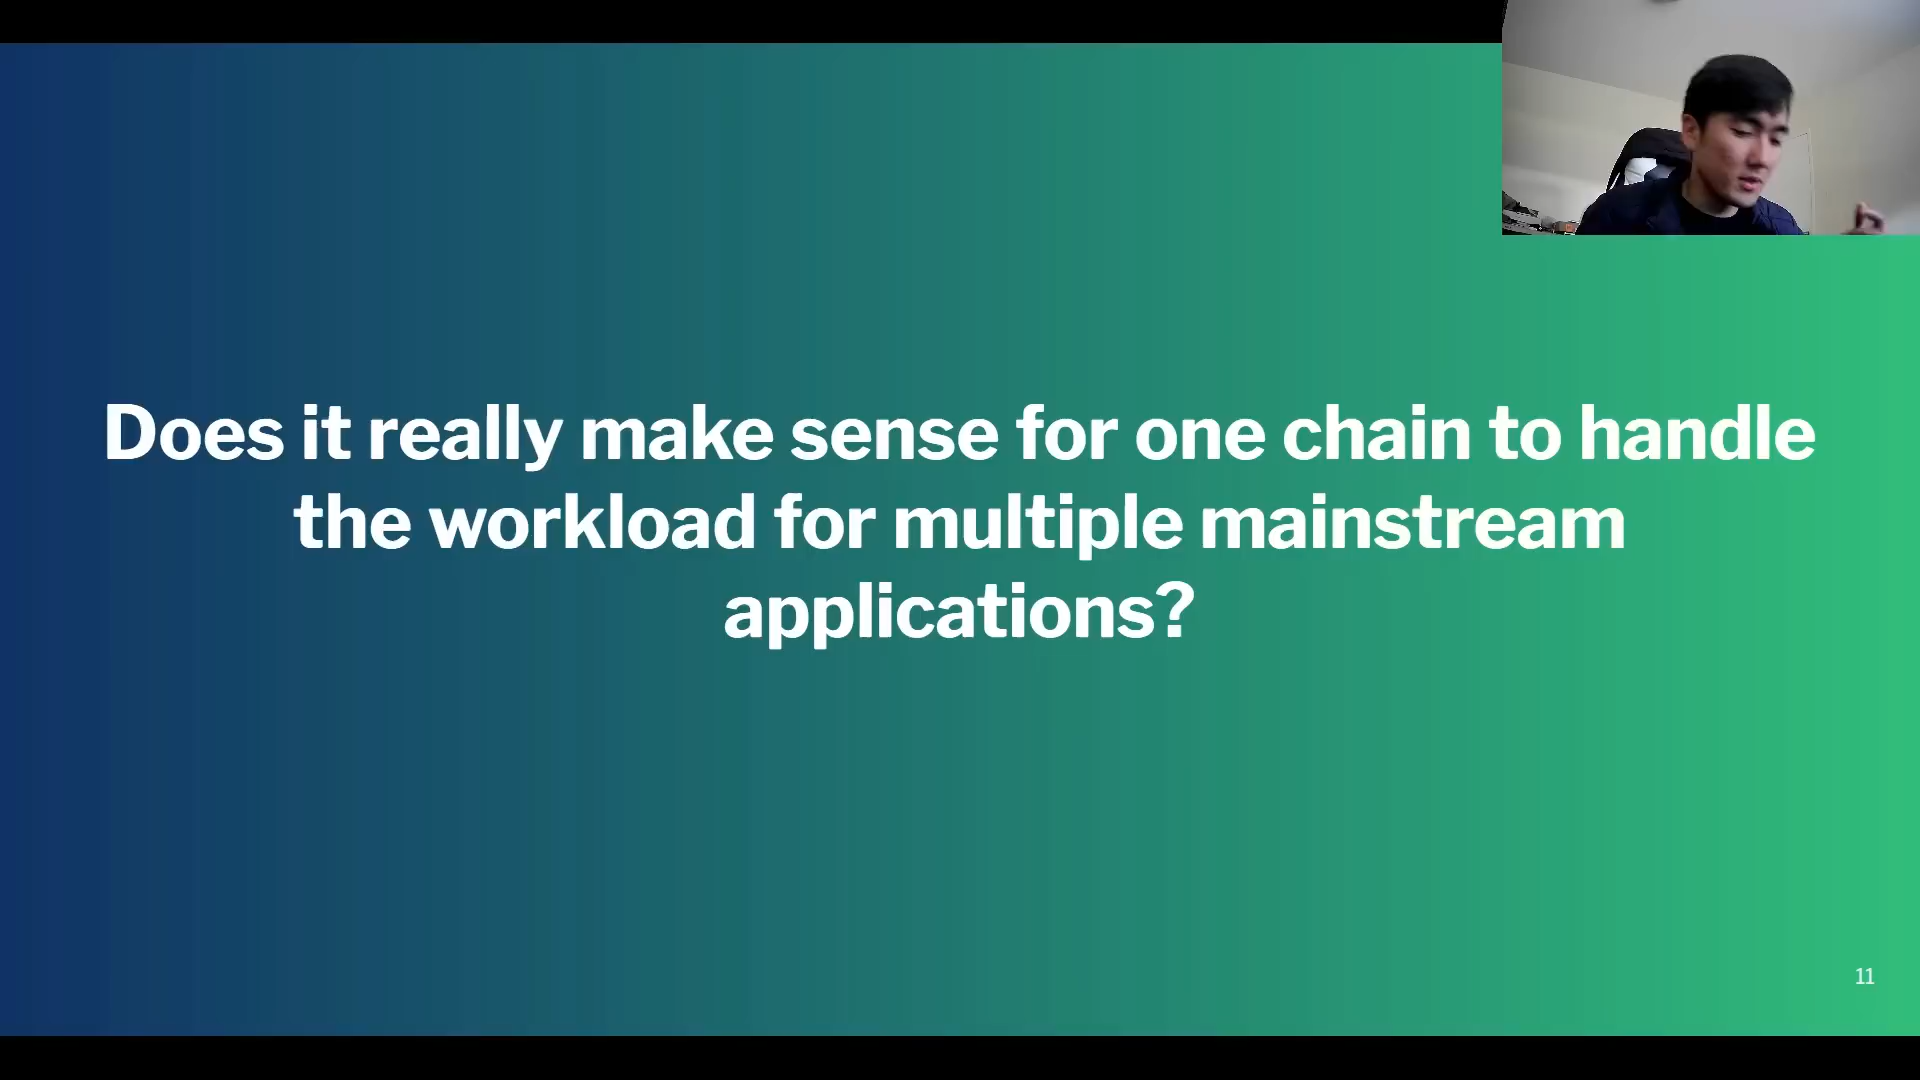 Does it really make sense for one chain to handle
the workload for multiple mainstream
applications?
11